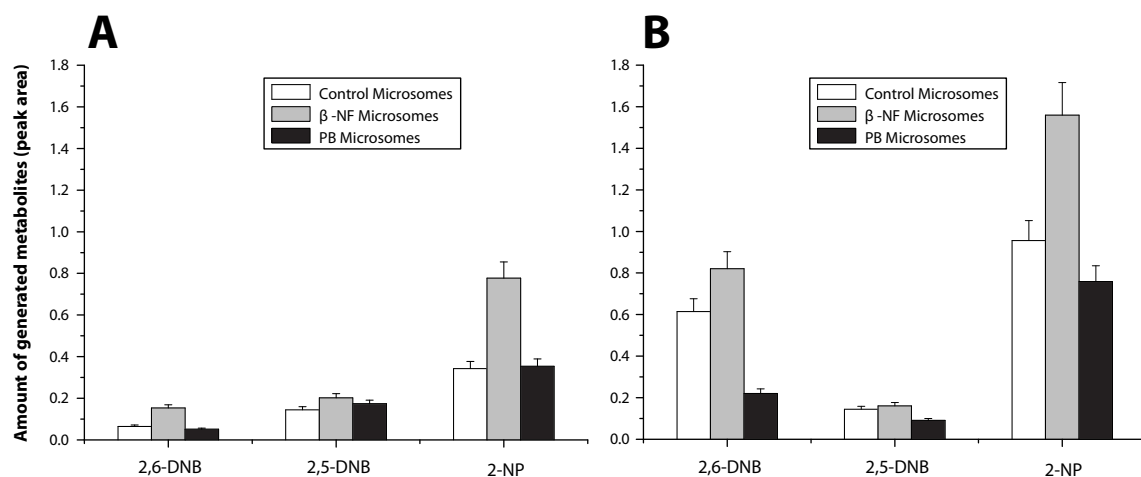 A
B
Amount of generated metabolites (peak area)
1.8
1.6
1.4
1.2
1.0
0.8
0.6
0.4
0.2
0.0
Control Microsomes
β -NF Microsomes
PB Microsomes
2,6-DNB
2,5-DNB
2-NP
1.8
1.6
1.4
1.2
1.0
0.8
0.6
0.4
0.2
0.0
Control Microsomes
β -NF Microsomes
PB Microsomes
2,6-DNB
2,5-DNB
2-NP